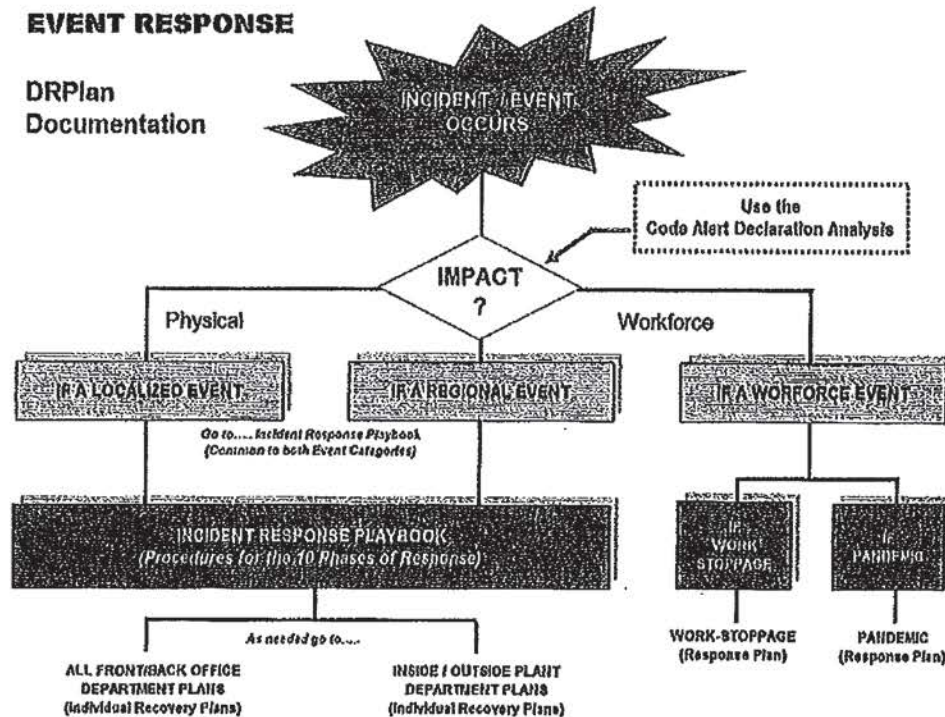 EVENT RESPONSE
DRPlan
Documentation
INCIDENT / EVENT
OCCURS
Use the
Code Alert Declaration Analysis
IMPACT
?
Physical
Workforce
IF A LOCALIZED EVENT
IF A REGIONAL EVENT
IF A WORFORCE EVENT
Go to..... Incident Response Playbook
(Common to both Event Categories)
INCIDENT RESPONSE PLAYBOOK
(Procedures for the 10 Phases of Response)
IF
WORK
STOPPAGE
IF
PANDEMIC
As needed go to.....
WORK-STOPPAGE
(Response Plan)
PANDEMIC
(Response Plan)
ALL FRONT/BACK OFFICE
DEPARTMENT PLANS
(Individual Recovery Plans)
INSIDE / OUTSIDE PLANT
DEPARTMENT PLANS
(Individual Recovery Plans)